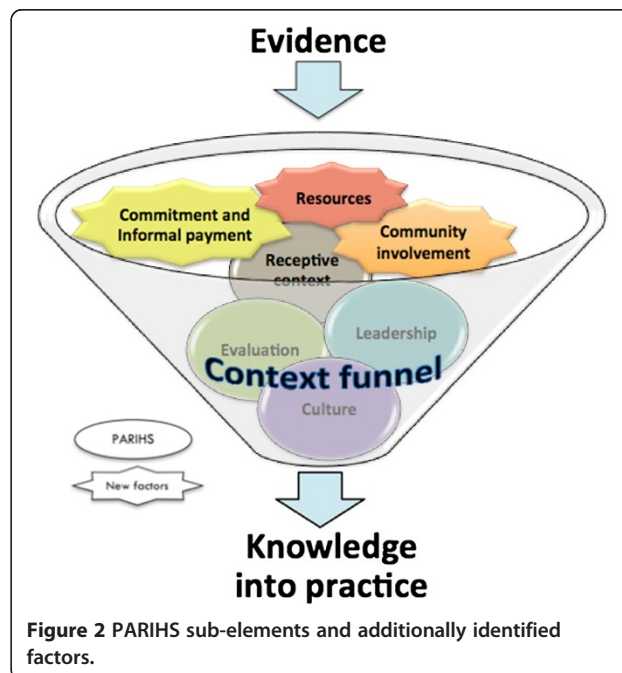 Evidence
Resources
Commitment and
Informal payment
Community
involvement
Receptive
context
Leadership
Evaluation
Context funnel
Culture
PARIHS
New factors
Knowledge
into practice
Figure 2 PARIHS sub-elements and additionally identified
factors.